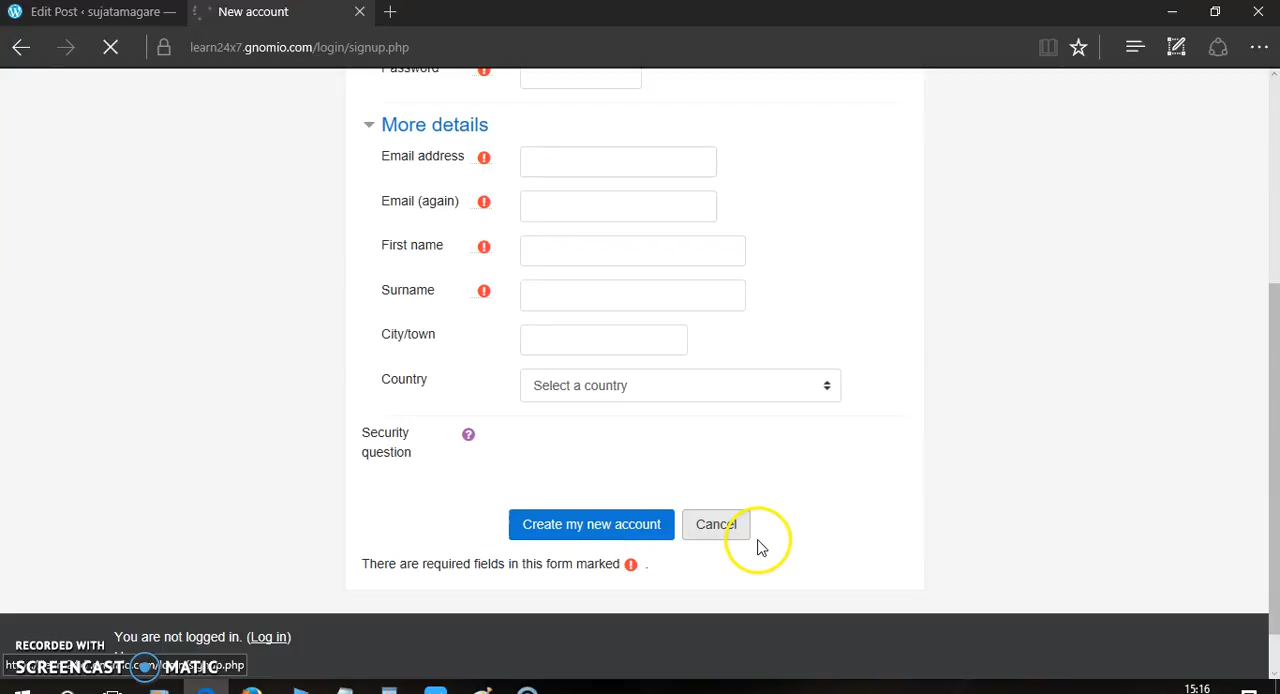 Edit Post ‹ sujatamagare —
New account
learn24x7.gnomio.com/login/signup.php
Password
More details
Email address
Email (again)
First name
Surname
City/town
Country
Select a country
Security
question
Create my new account
Cancel
There are required fields in this form marked
.
You are not logged in. (Log in)
RECORDED WITH
SCREENCAST MATIC
15:16